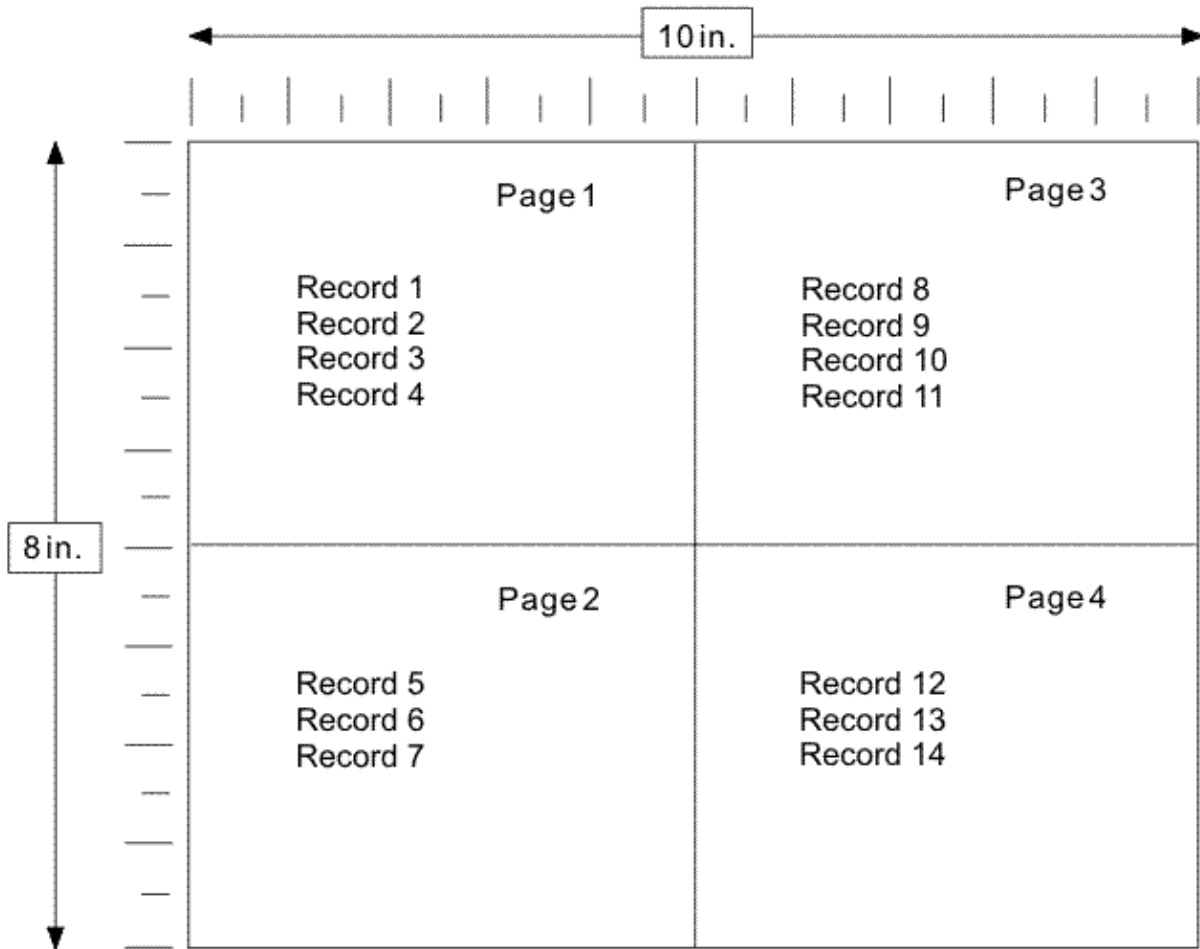 10 in.
8 in.
Page 1
Record 1
Record 2
Record 3
Record 4
Page 2
Record 5
Record 6
Record 7
Page 3
Record 8
Record 9
Record 10
Record 11
Page 4
Record 12
Record 13
Record 14